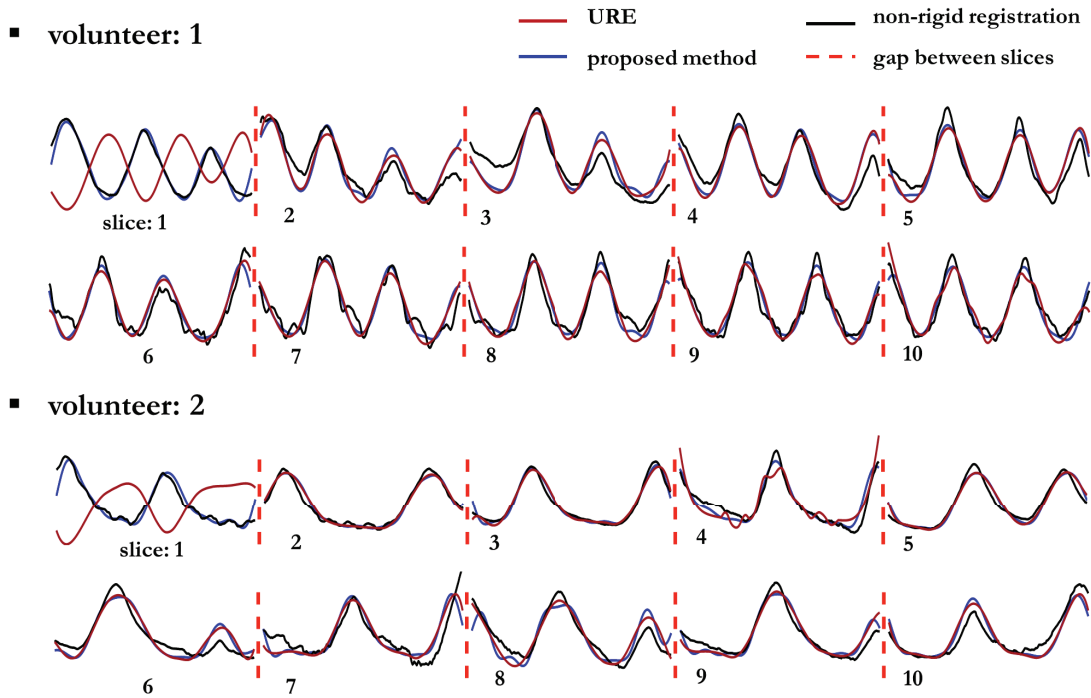 ▪ volunteer: 1
URE
non-rigid registration
proposed method
gap between slices
slice: 1
2
3
4
5
6
7
8
9
10
▪ volunteer: 2
slice: 1
2
3
4
5
6
7
8
9
10